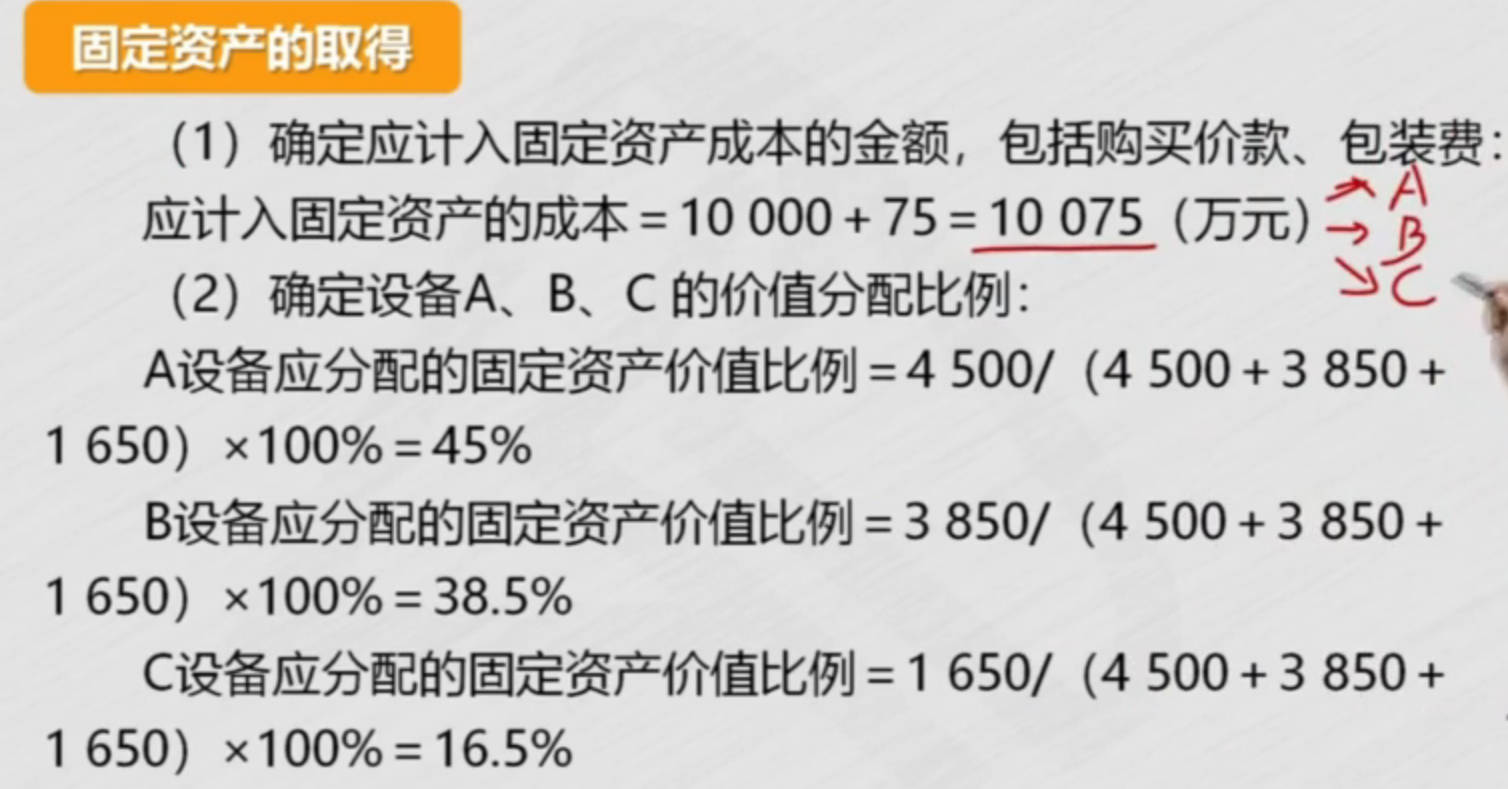 固定资产的取得
（1）确定应计入固定资产成本的金额，包括购买价款、包装费：
应计入固定资产的成本＝10 000＋75＝10 075（万元）
A
B
C
（2）确定设备A、B、C 的价值分配比例：
A设备应分配的固定资产价值比例＝4 500/（4 500＋3 850＋
1 650）×100%＝45%
B设备应分配的固定资产价值比例＝3 850/（4 500＋3 850＋
1 650）×100%＝38.5%
C设备应分配的固定资产价值比例＝1 650/（4 500＋3 850＋
1 650）×100%＝16.5%